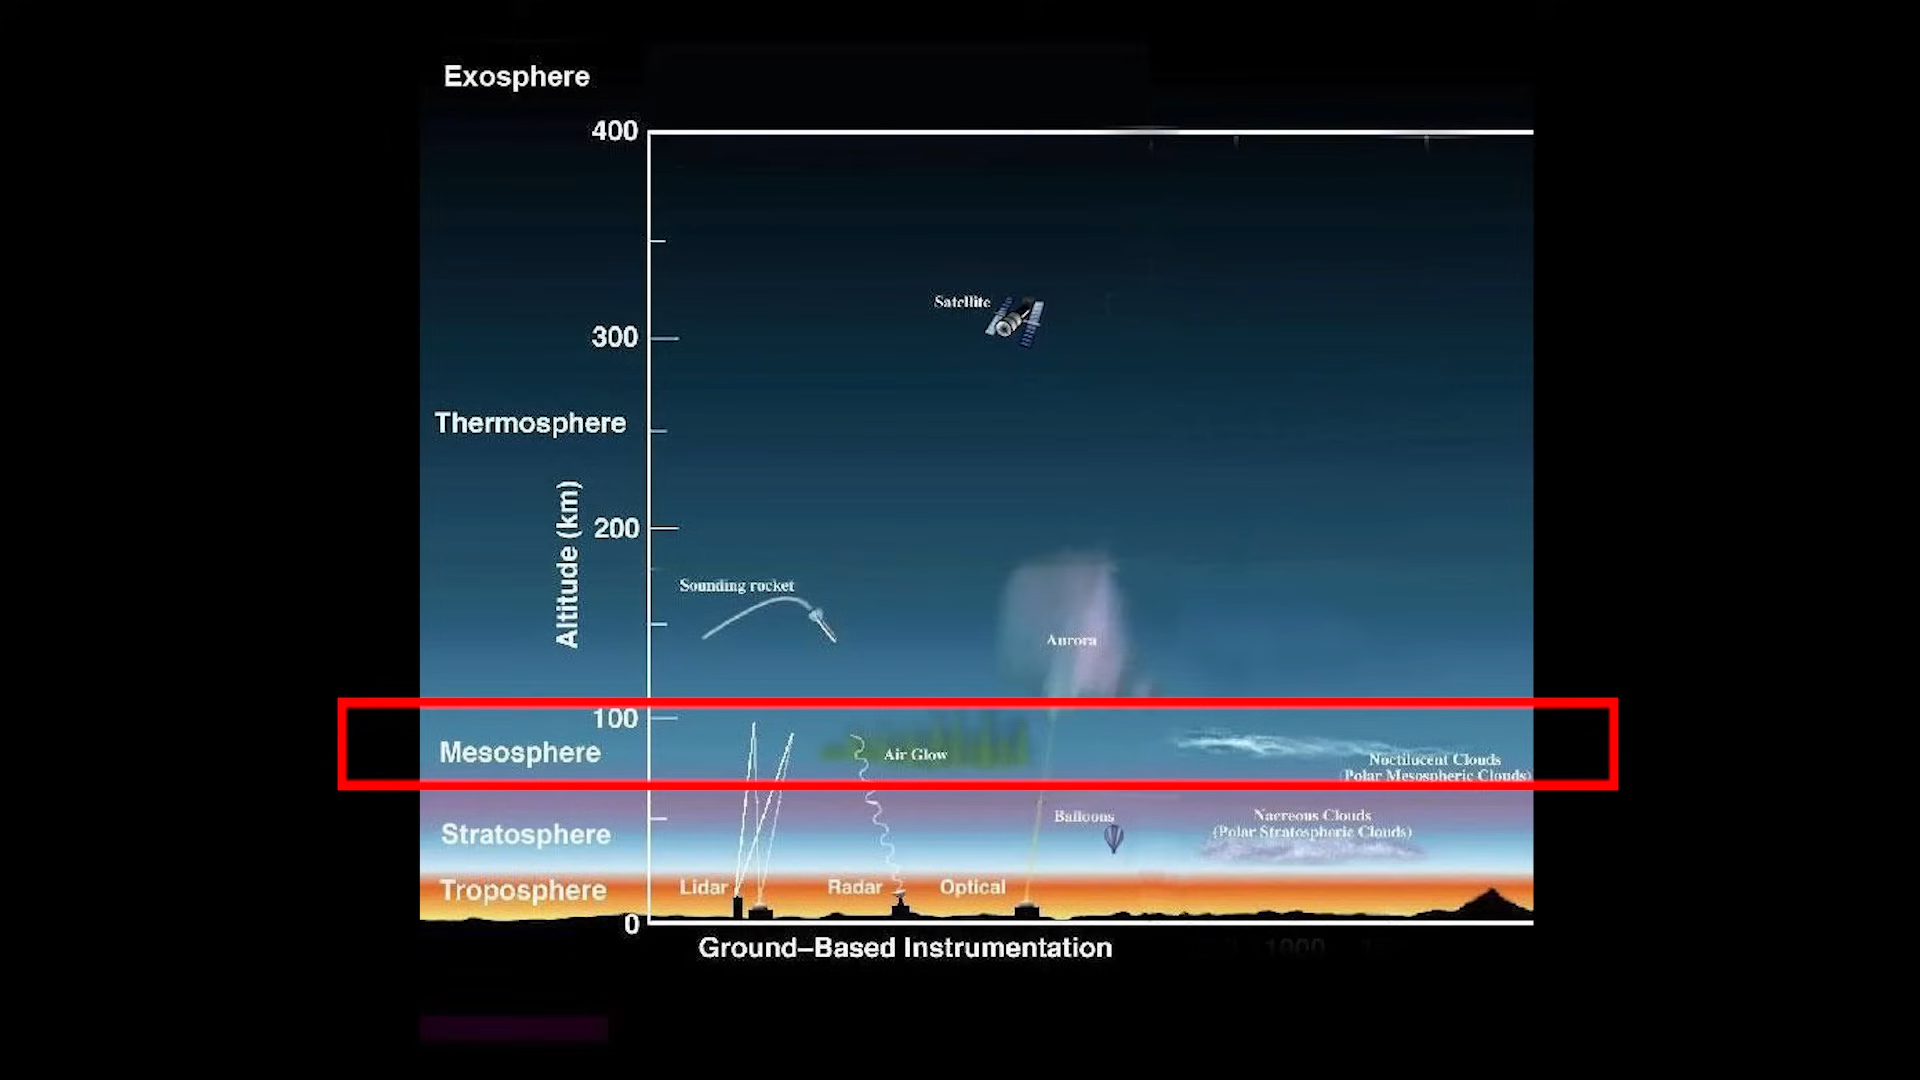 Exosphere
400
Satellite
300
Thermosphere
Altitude (km)
200
Sounding rocket
Aurora
100
Mesosphere
Air Glow
Noctilucent Clouds
(Polar Mesospheric Clouds)
Balloons
Nacreous Clouds
(Polar Stratospheric Clouds)
Stratosphere
Troposphere
Lidar
Radar
Optical
0
Ground–Based Instrumentation
1000